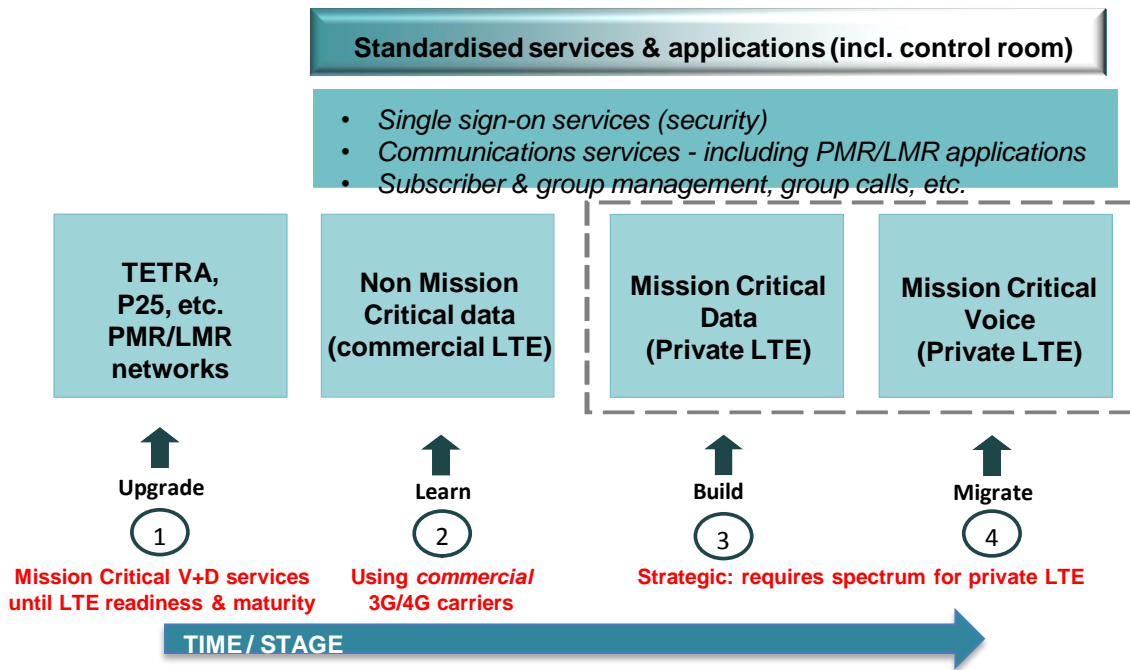 Standardised services & applications (incl. control room)
• Single sign-on services (security)
• Communications services - including PMR/LMR applications
• Subscriber & group management, group calls, etc.
TETRA,
P25, etc.
PMR/LMR
networks
Non Mission
Critical data
(commercial LTE)
Mission Critical
Data
(Private LTE)
Mission Critical
Voice
(Private LTE)
Upgrade
Learn
Build
Migrate
1
2
3
4
Mission Critical V+D services
until LTE readiness & maturity
Using commercial
3G/4G carriers
Strategic: requires spectrum for private LTE
TIME / STAGE